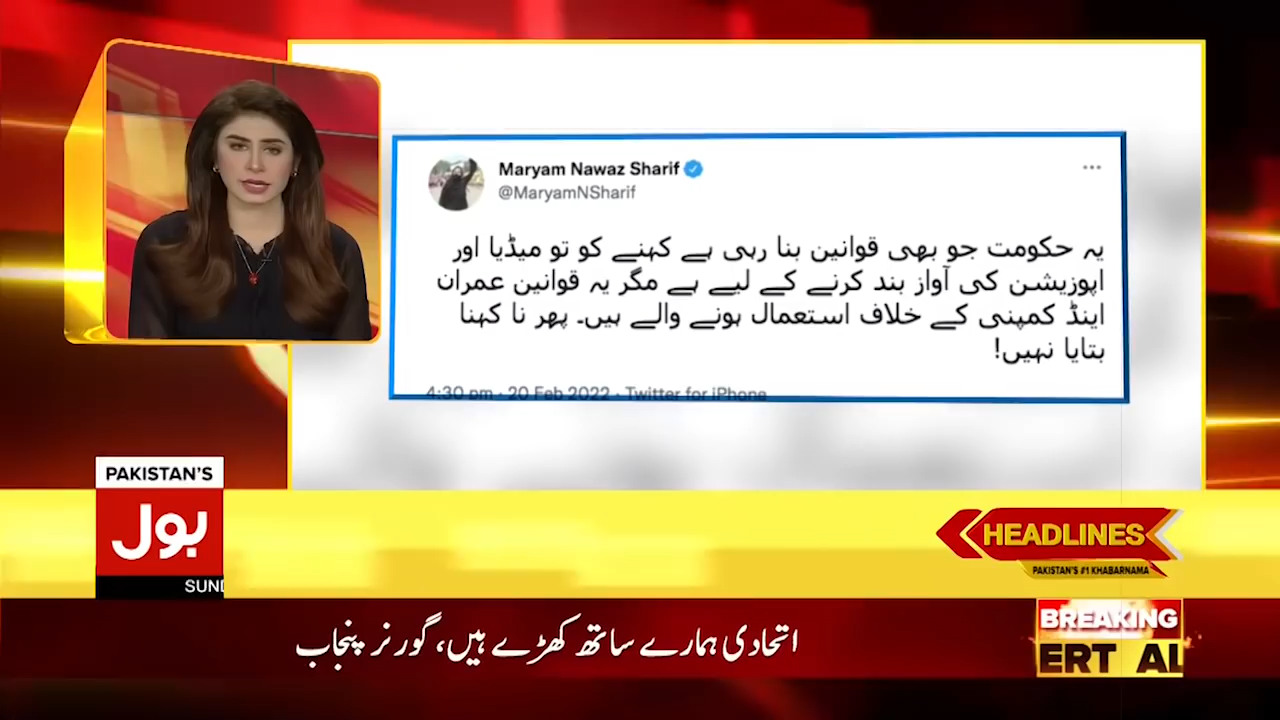 Maryam Nawaz Sharif
@MaryamNSharif
یہ حکومت جو بھی قوانین بنا رہی ہے کہنے کو تو میڈیا اور
اپوزیشن کی آواز بند کرنے کے لیے ہے مگر یہ قوانین عمران
اینڈ کمپنی کے خلاف استعمال ہونے والے ہیں۔ پھر نا کہنا
بتایا نہیں!
4:30 pm · 20 Feb 2022 · Twitter for iPhone
PAKISTAN'S
بول
SUND
HEADLINES
PAKISTAN'S #1 KHABARNAMA
اتحادی ہمارے ساتھ کھڑے ہیں، گورنر پنجاب
BREAKING
ERT AL